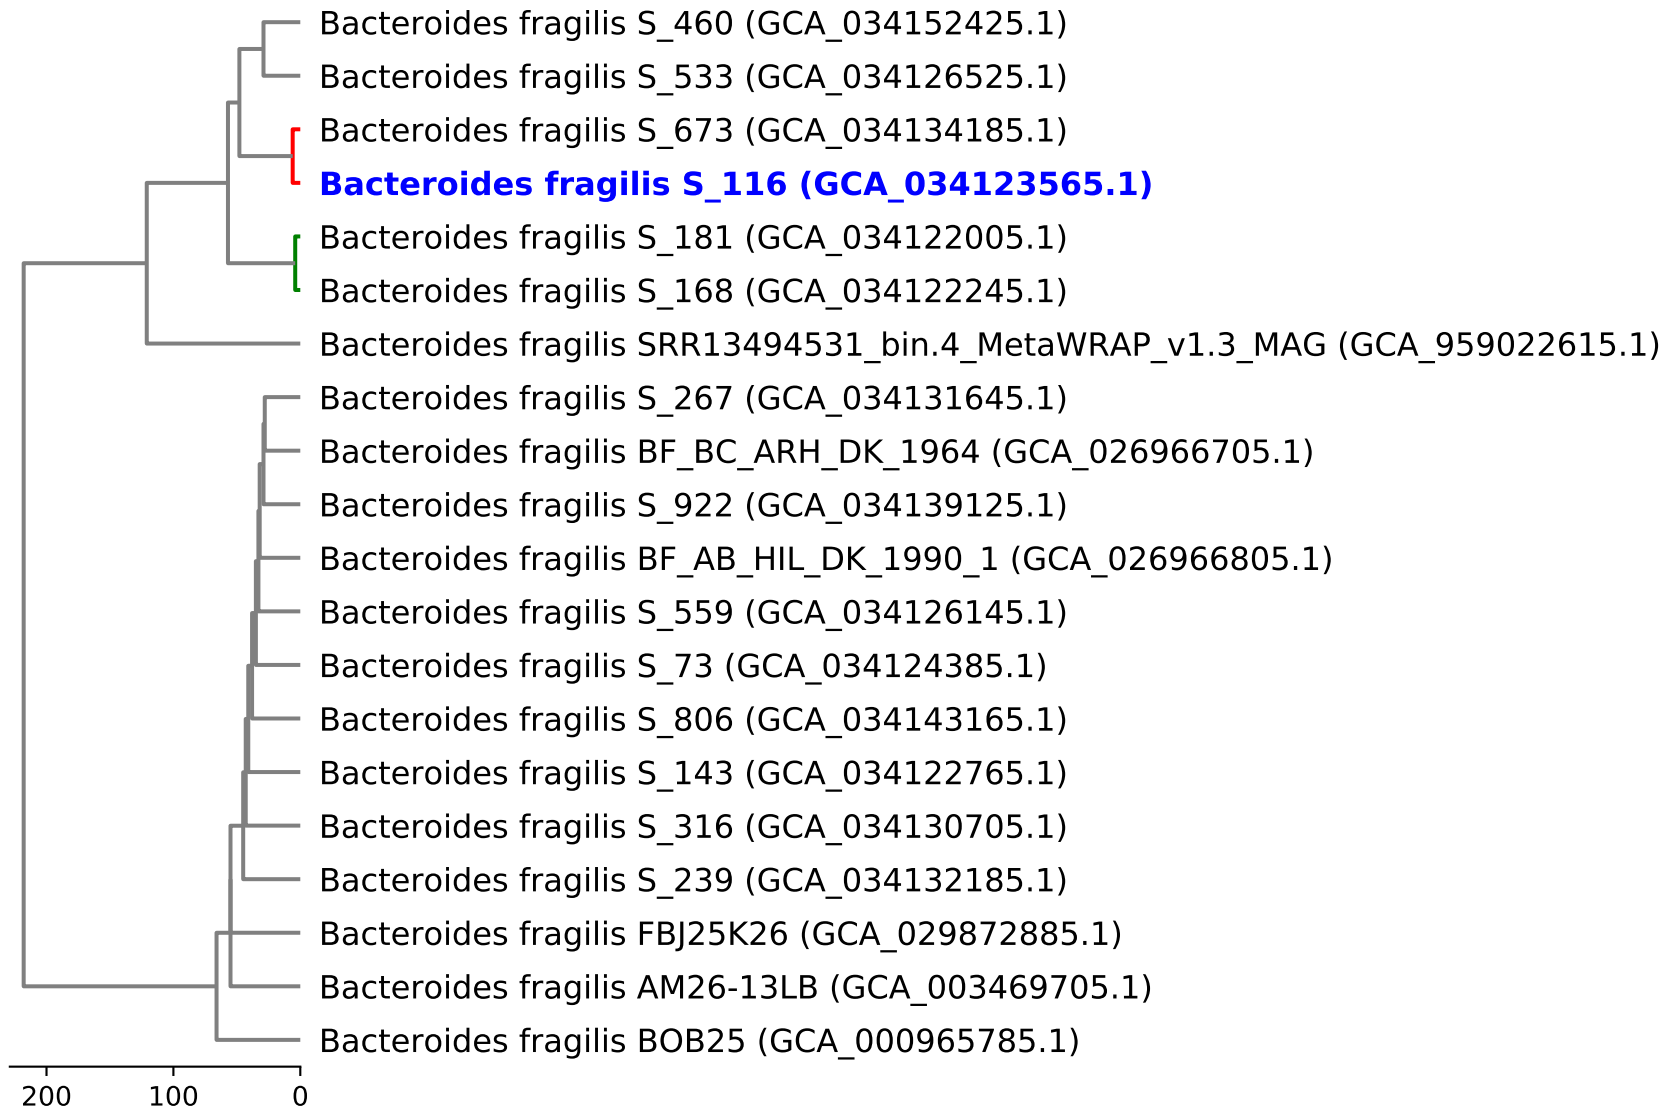 Bacteroides fragilis S_460 (GCA_034152425.1)
Bacteroides fragilis S_533 (GCA_034126525.1)
Bacteroides fragilis S_673 (GCA_034134185.1)
Bacteroides fragilis S_116 (GCA_034123565.1)
Bacteroides fragilis S_181 (GCA_034122005.1)
Bacteroides fragilis S_168 (GCA_034122245.1)
Bacteroides fragilis SRR13494531_bin.4_MetaWRAP_v1.3_MAG (GCA_959022615.1)
Bacteroides fragilis S_267 (GCA_034131645.1)
Bacteroides fragilis BF_BC_ARH_DK_1964 (GCA_026966705.1)
Bacteroides fragilis S_922 (GCA_034139125.1)
Bacteroides fragilis BF_AB_HIL_DK_1990_1 (GCA_026966805.1)
Bacteroides fragilis S_559 (GCA_034126145.1)
Bacteroides fragilis S_73 (GCA_034124385.1)
Bacteroides fragilis S_806 (GCA_034143165.1)
Bacteroides fragilis S_143 (GCA_034122765.1)
Bacteroides fragilis S_316 (GCA_034130705.1)
Bacteroides fragilis S_239 (GCA_034132185.1)
Bacteroides fragilis FBJ25K26 (GCA_029872885.1)
Bacteroides fragilis AM26-13LB (GCA_003469705.1)
Bacteroides fragilis BOB25 (GCA_000965785.1)
200 100 0